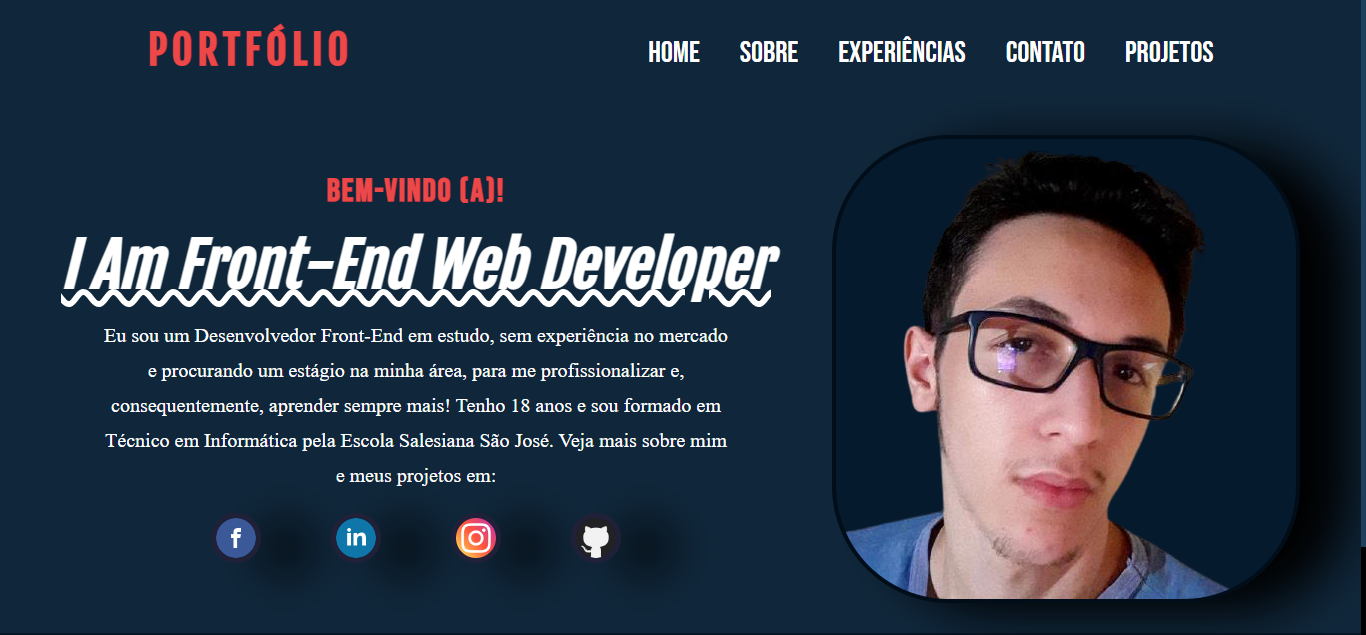 PORTFÓLIO
HOME SOBRE EXPERIÊNCIAS CONTATO PROJETOS
BEM-VINDO (A)!
I Am Front-End Web Developer
Eu sou um Desenvolvedor Front-End em estudo, sem experiência no mercado
e procurando um estágio na minha área, para me profissionalizar e,
consequentemente, aprender sempre mais! Tenho 18 anos e sou formado em
Técnico em Informática pela Escola Salesiana São José. Veja mais sobre mim
e meus projetos em:
f in